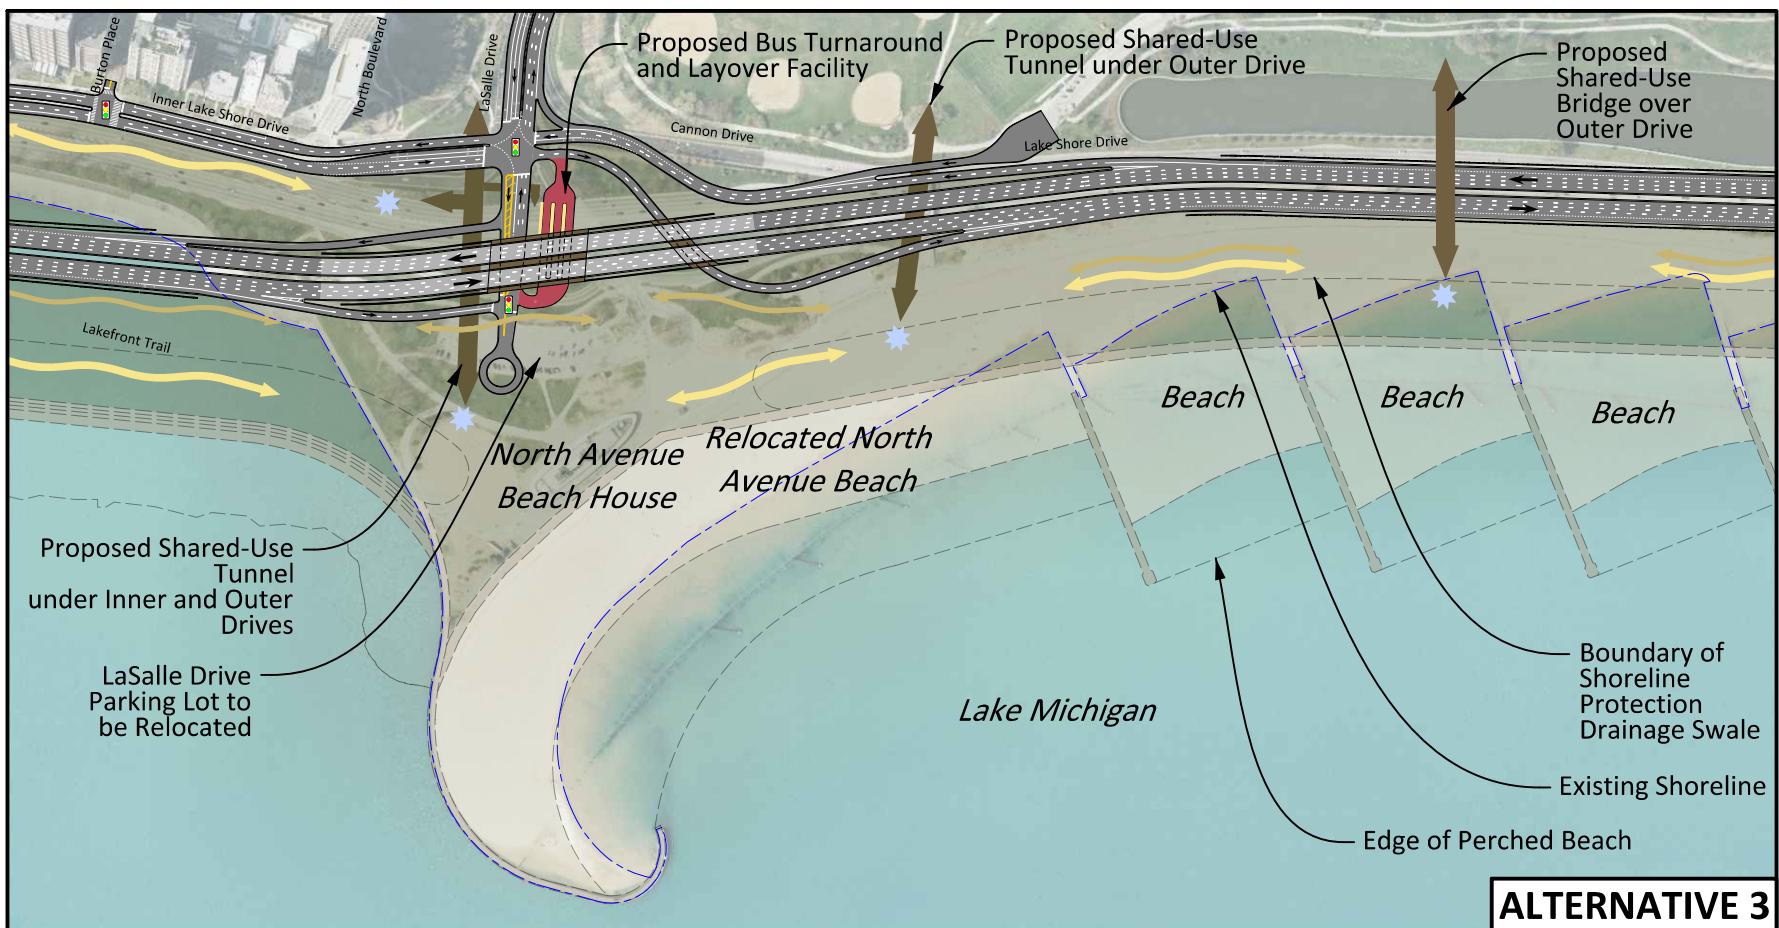 Burton Place
Inner Lake Shore Drive
North Boulevard
LaSalle Drive
Proposed Bus Turnaround
and Layover Facility
Cannon Drive
Proposed Shared-Use
Tunnel under Outer Drive
Lake Shore Drive
Proposed
Shared-Use
Bridge over
Outer Drive
Lakefront Trail
North Avenue
Beach House
Relocated North
Avenue Beach
Beach
Beach
Beach
Proposed Shared-Use
Tunnel
under Inner and Outer
Drives
LaSalle Drive
Parking Lot to
be Relocated
Lake Michigan
Boundary of
Shoreline
Protection
Drainage Swale
Existing Shoreline
Edge of Perched Beach
ALTERNATIVE 3